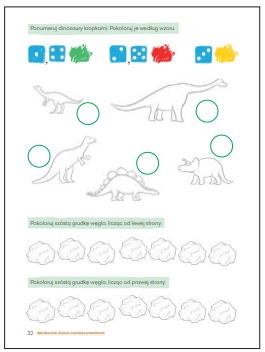 Ponumeruj dinozaury kropkami. Pokoloruj je według wzoru.
Pokoloruj szóstą grudkę węgla, licząc od lewej strony.
Pokoloruj szóstą grudkę węgla, licząc od prawej strony.
32